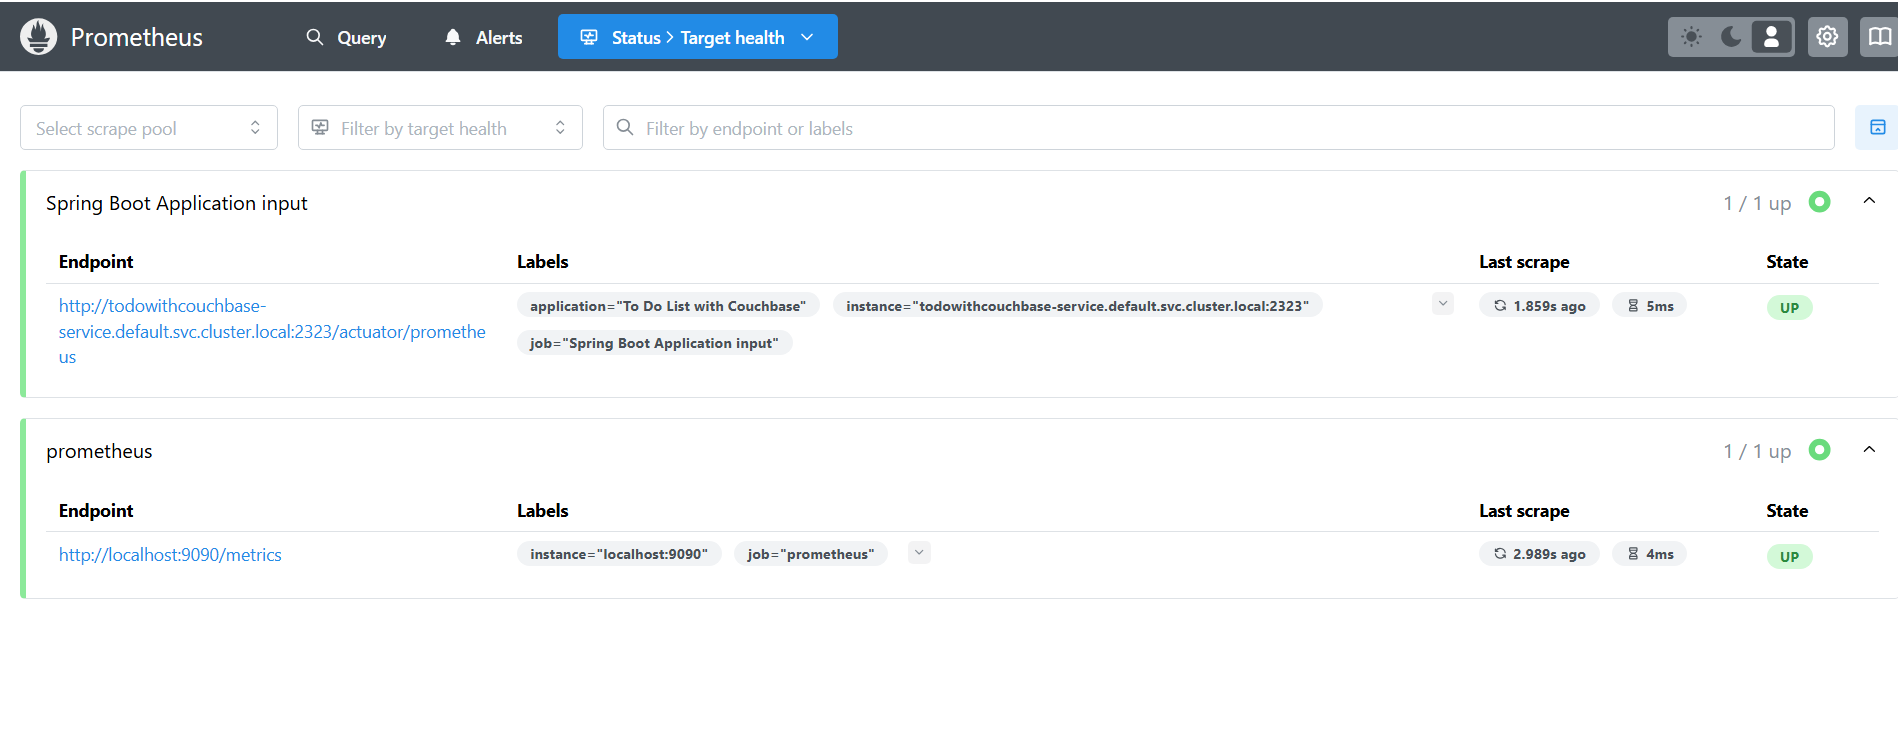 Prometheus
Query
Alerts
Status > Target health
Select scrape pool
Filter by target health
Filter by endpoint or labels
Spring Boot Application input
1 / 1 up
Endpoint
Labels
Last scrape
State
http://todowithcouchbase-
service.default.svc.cluster.local:2323/actuator/promethe
us
application="To Do List with Couchbase"
instance="todowithcouchbase-service.default.svc.cluster.local:2323"
job="Spring Boot Application input"
1.859s ago
5ms
UP
prometheus
1 / 1 up
Endpoint
Labels
Last scrape
State
http://localhost:9090/metrics
instance="localhost:9090"
job="prometheus"
2.989s ago
4ms
UP